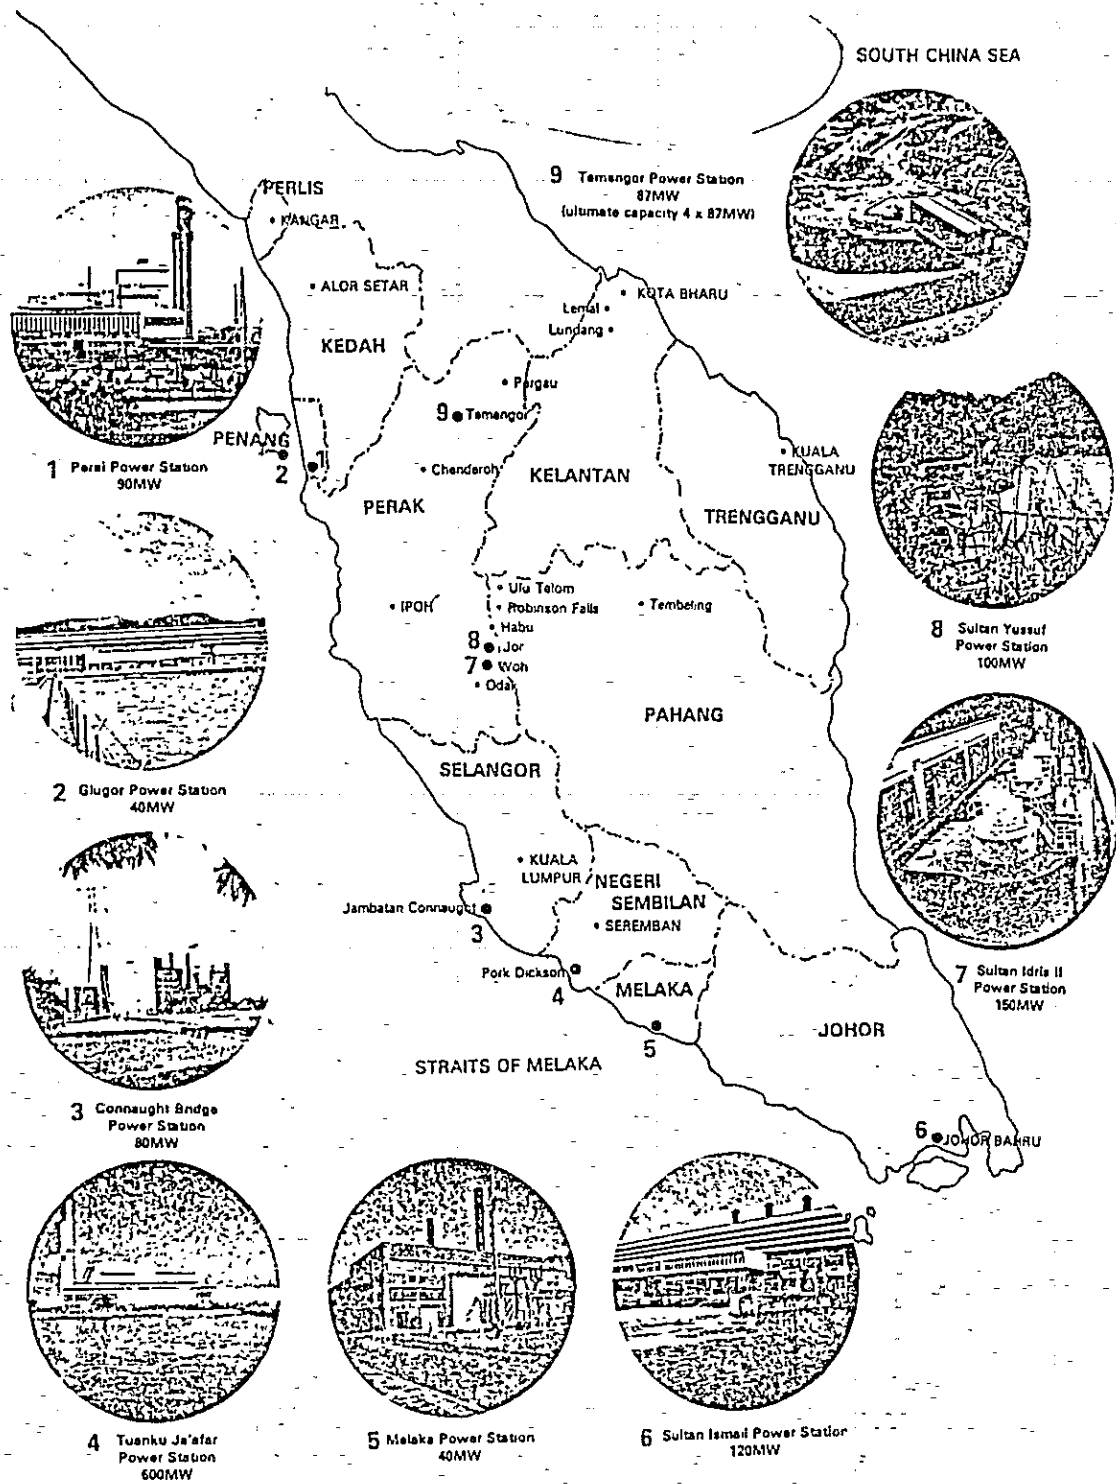 SOUTH CHINA SEA
9 Temangor Power Station
87MW
(ultimate capacity 4 x 87MW)
PERLIS
KANGAR
ALOR SETAR
KOTA BHARU
Lemal
Lundang
KEDAH
Pergau
9 Temangor
PENANG
2
1
Chenderoh
KUALA
TRENGGANU
KELANTAN
1 Perai Power Station
90MW
PERAK
TRENGGANU
Ulu Telom
IPOH
Robinson Falls
Tembeling
Habu
8 Jor
7 Woh
Odak
8 Sultan Yussuf
Power Station
100MW
PAHANG
SELANGOR
2 Glugor Power Station
40MW
KUALA
LUMPUR
NEGERI
SEMBILAN
Jambatan Connaugt
3
SEREMBAN
Pork Dickson
4
MELAKA
7 Sultan Idris II
Power Station
150MW
5
JOHOR
STRAITS OF MELAKA
3 Connaught Bridge
Power Station
80MW
6 JOHOR BAHRU
4 Tuanku Ja'afar
Power Station
600MW
5 Melaka Power Station
40MW
6 Sultan Ismail Power Station
120MW